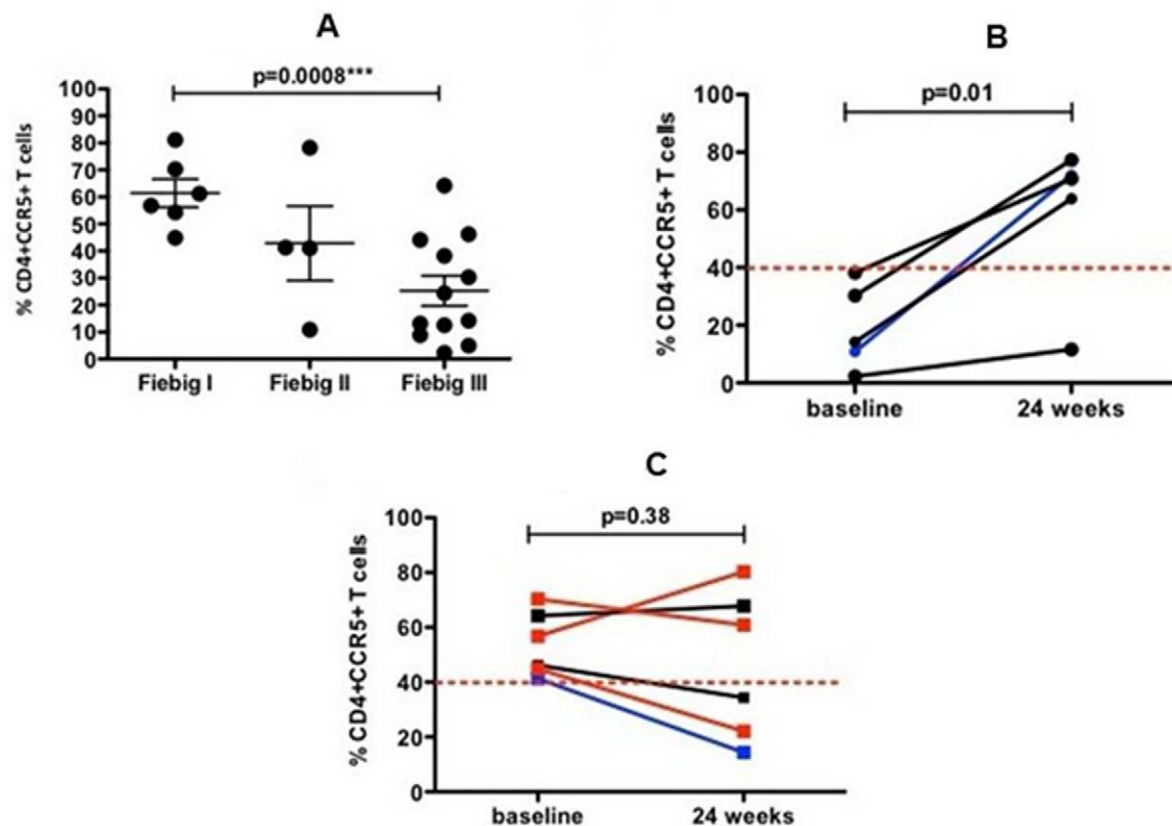 A
p=0.0008***
% CD4+CCR5+ T cells
100
90
80
70
60
50
40
30
20
10
0
Fiebig I
Fiebig II
Fiebig III
B
p=0.01
% CD4+CCR5+ T cells
100
80
60
40
20
0
baseline
24 weeks
C
p=0.38
% CD4+CCR5+ T cells
100
80
60
40
20
0
baseline
24 weeks